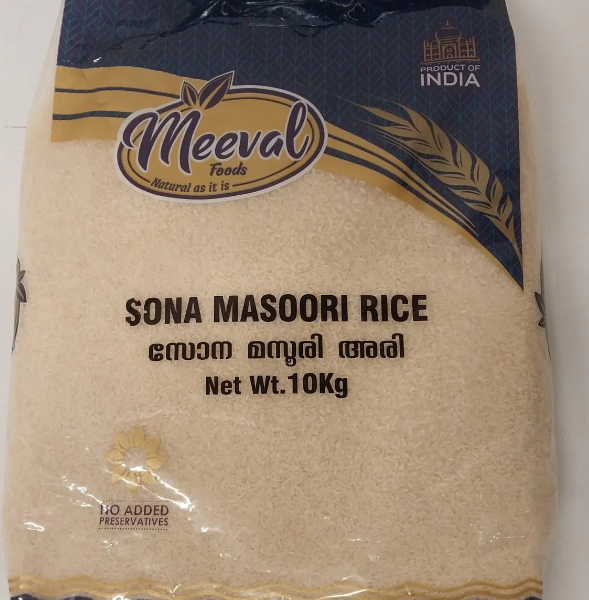 PRODUCT OF
INDIA
Meeval
Foods
Natural as it is
SONA MASOORI RICE
സോന മസൂരി അരി
Net Wt.10Kg
NO ADDED
PRESERVATIVES